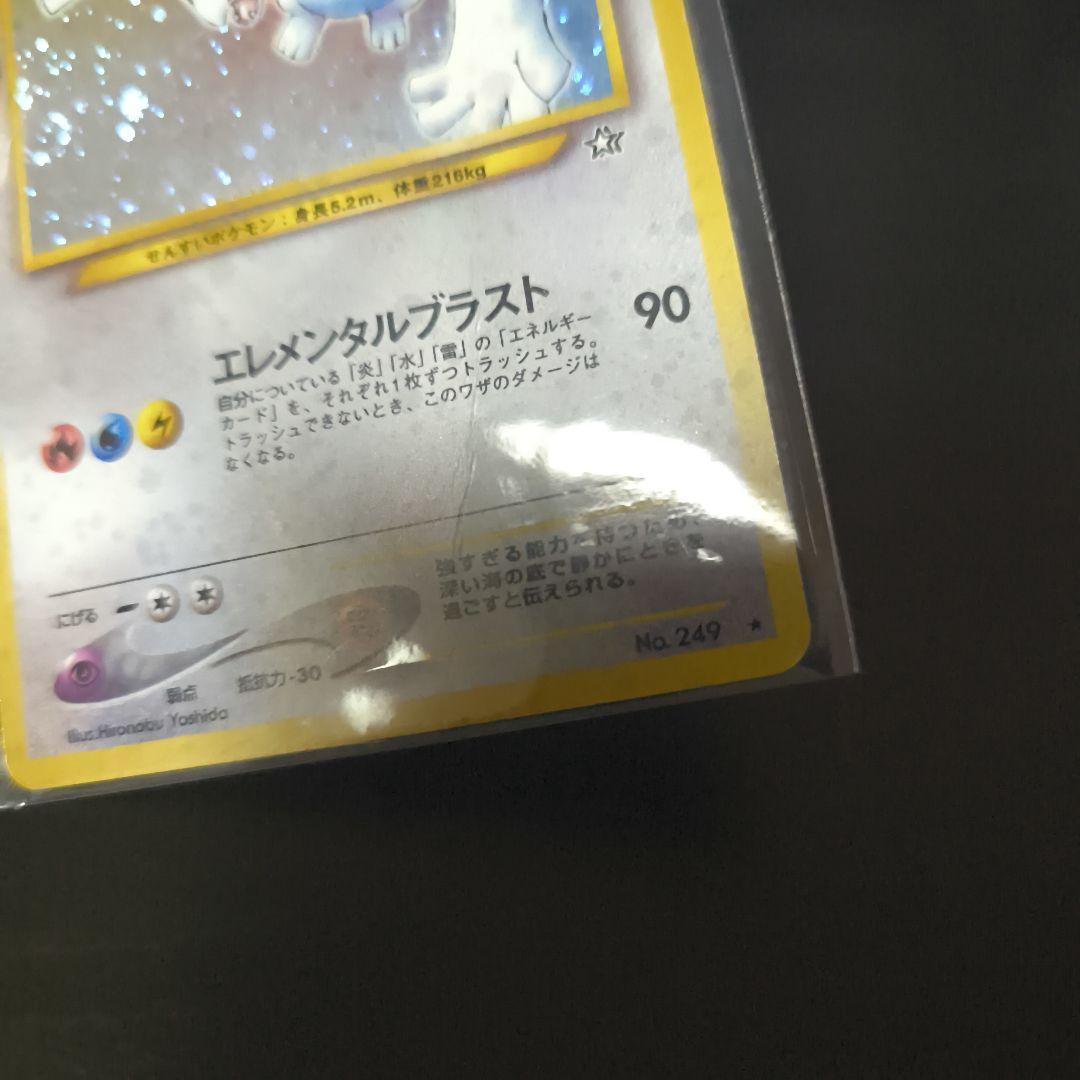 せんすいポケモン：身長5.2m、体重216kg
エレメンタルブラスト 90
自分についている「炎」「水」「雷」の「エネルギー
カード」を、それぞれ1枚ずつトラッシュする。
トラッシュできないとき、このワザのダメージは
なくなる。
にげる
強すぎる能力を持つため、
深い海の底で静かにときを
過ごすと伝えられる。
弱点 抵抗力-30
No. 249 ★
Illus.Hironobu Yoshida